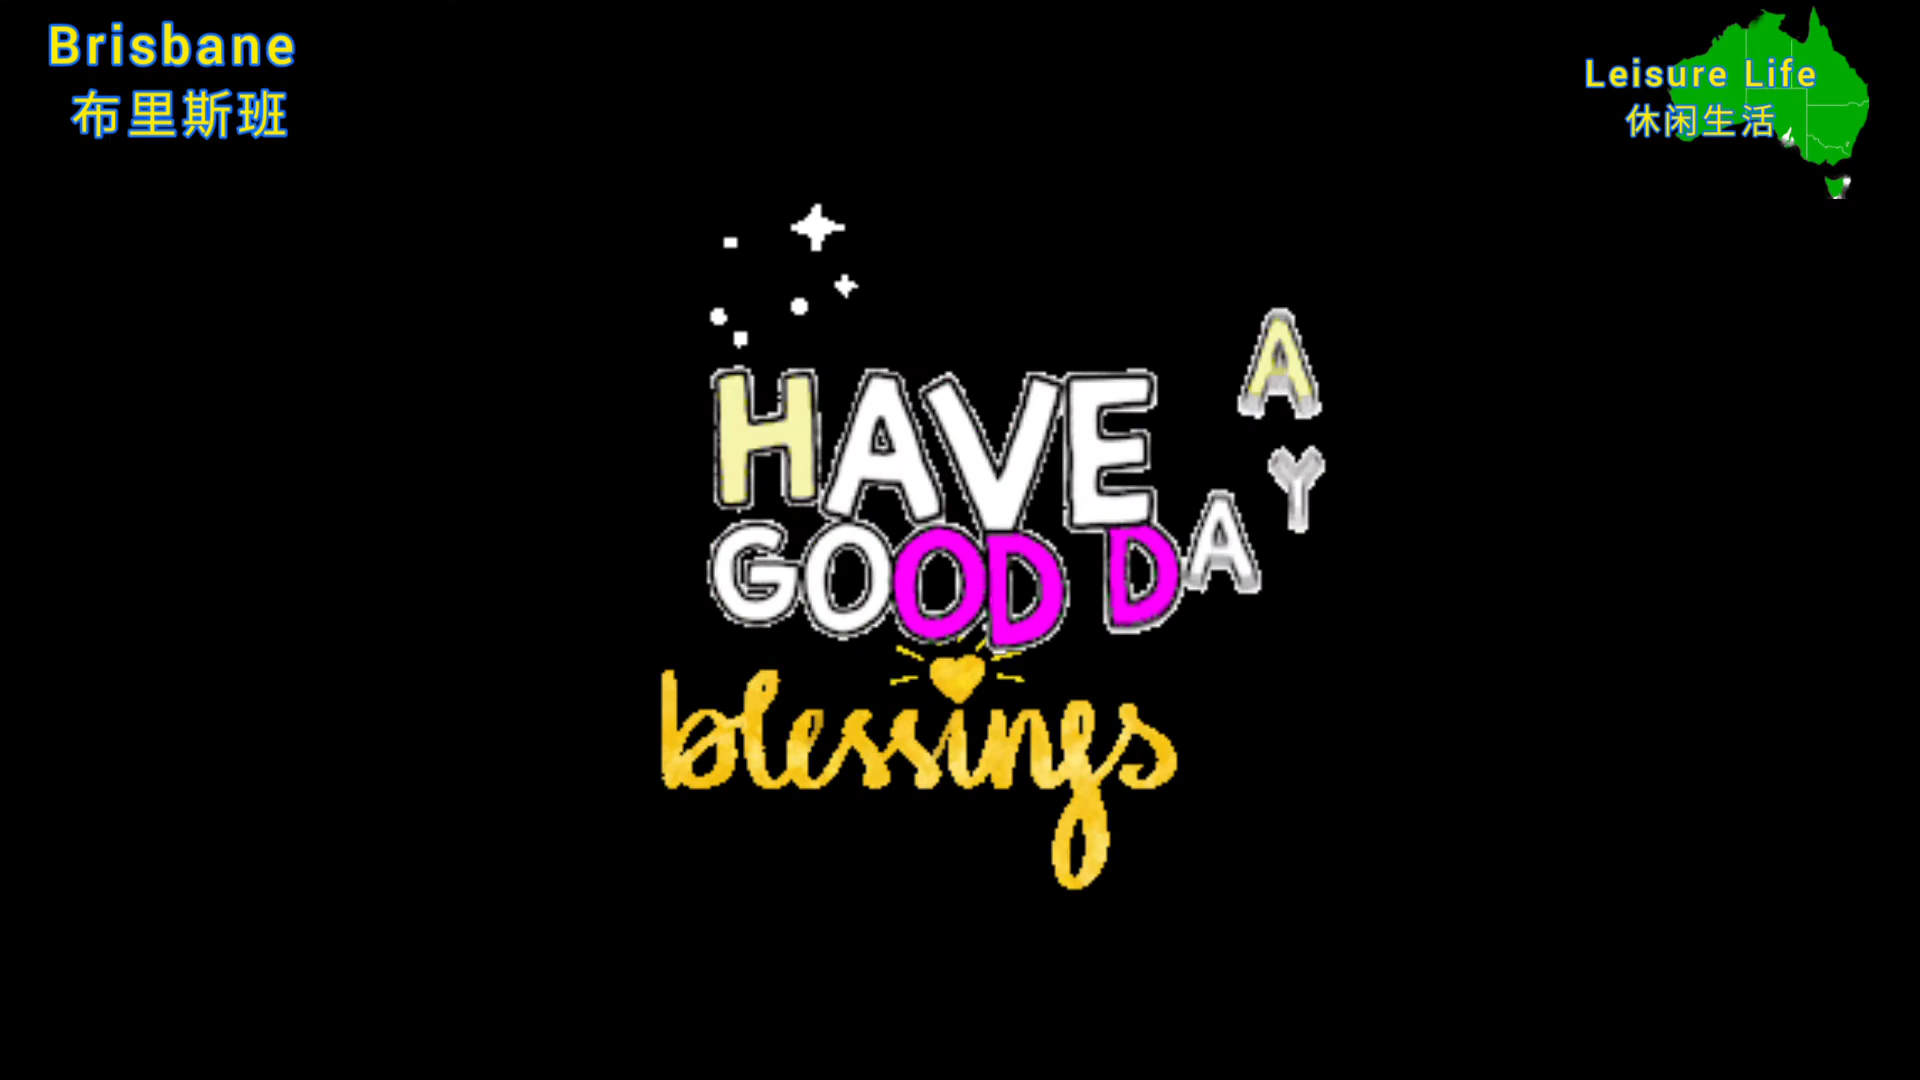 Brisbane
布里斯班
Leisure Life
休闲生活
HAVE A
GOOD DAY
blessings